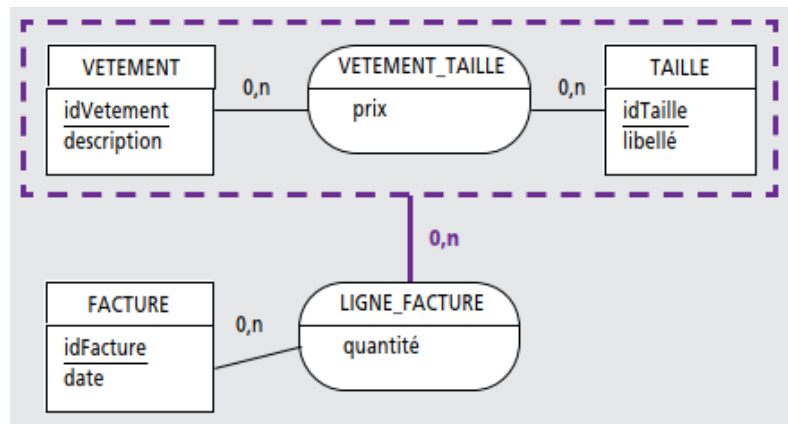 VETEMENT
idVetement
description
0,n
VETEMENT_TAILLE
prix
0,n
TAILLE
idTaille
libellé
0,n
FACTURE
idFacture
date
0,n
LIGNE_FACTURE
quantité